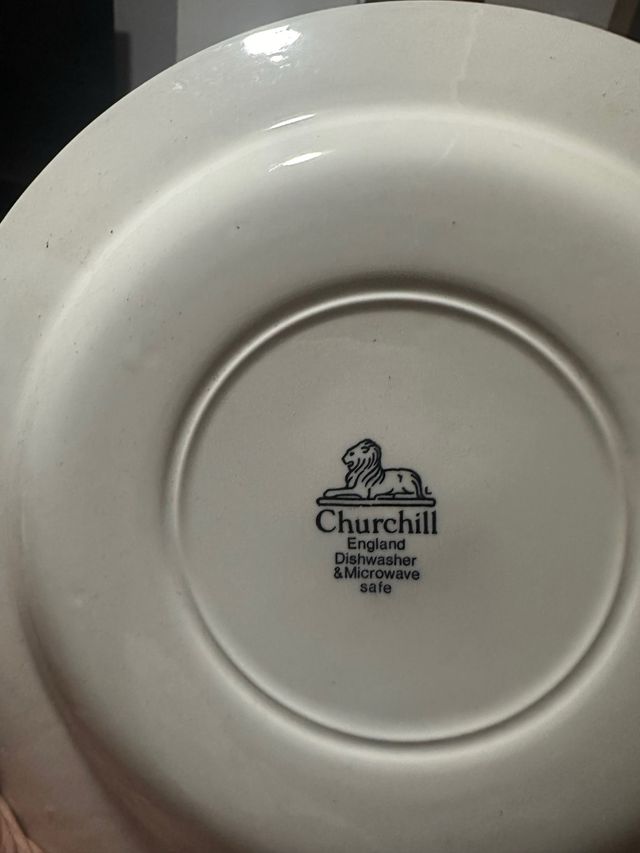 Churchill
England
Dishwasher
&Microwave
safe